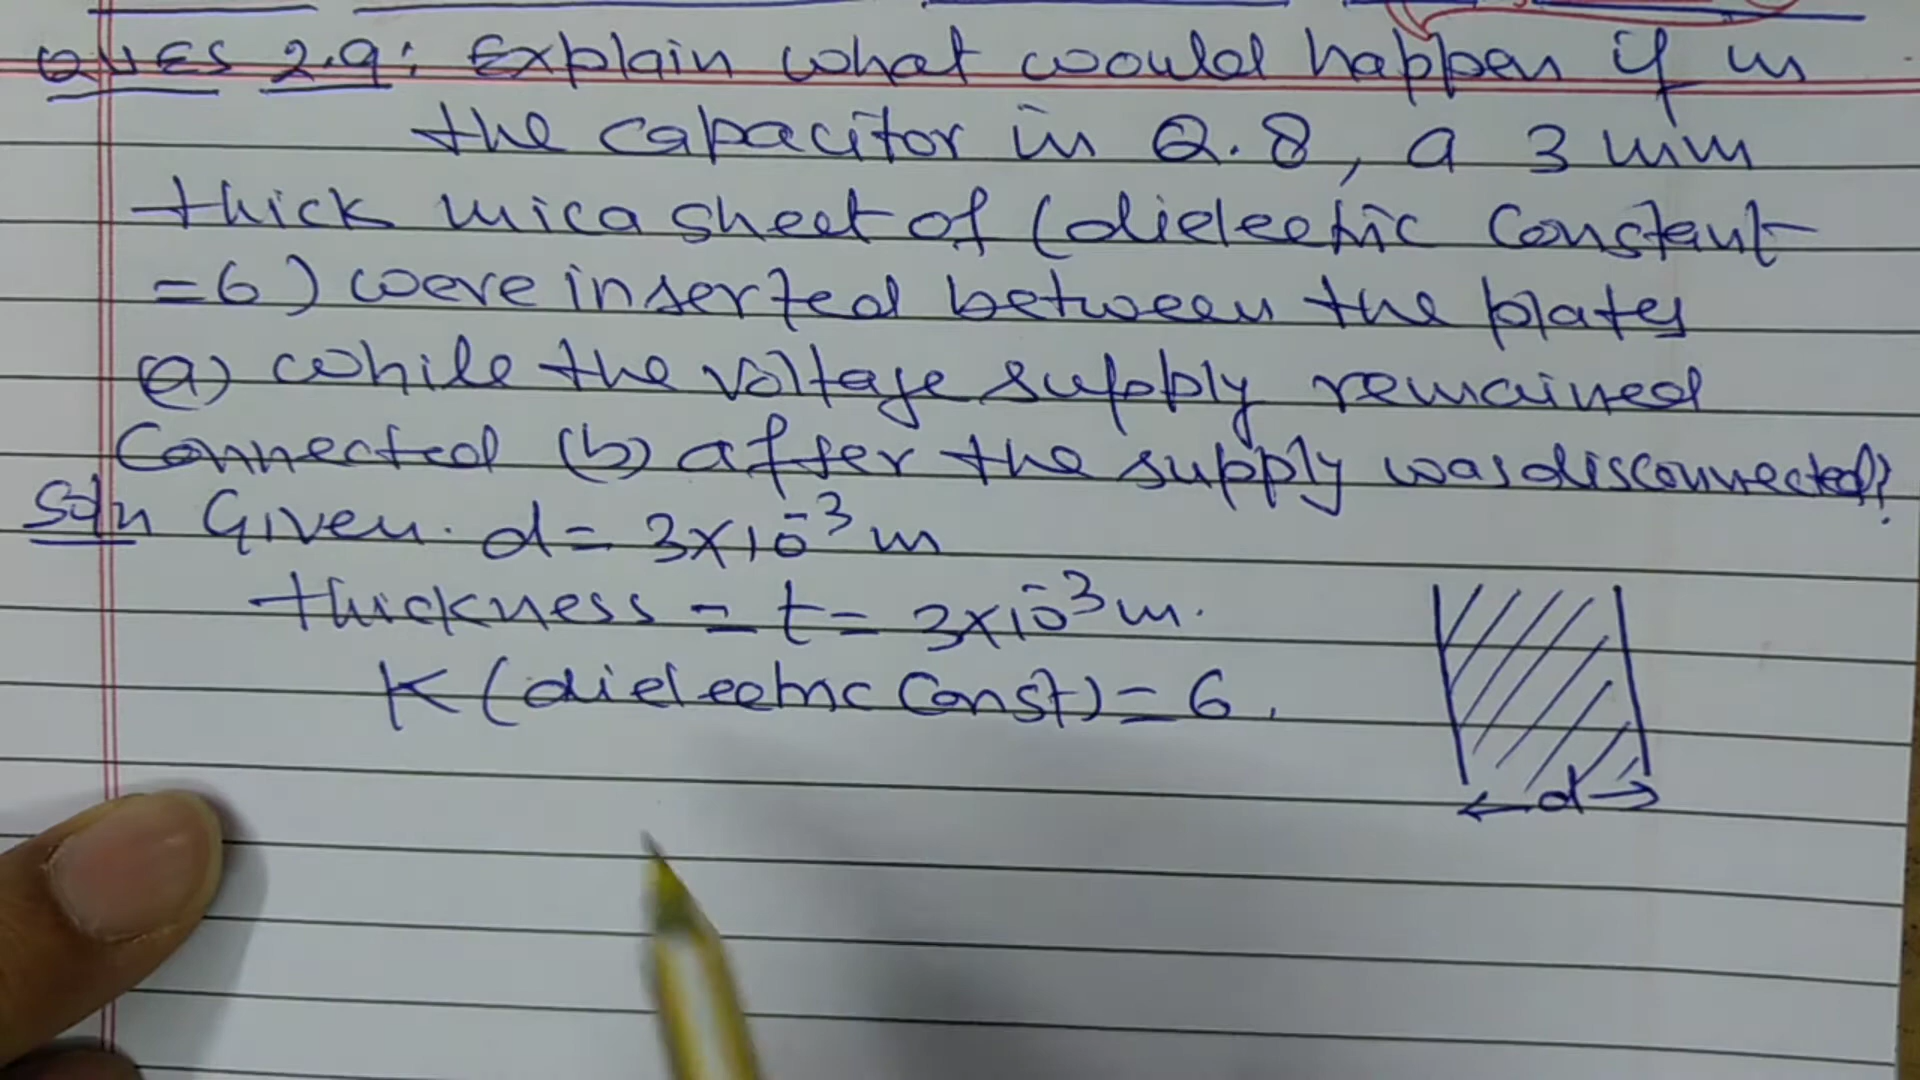 QUES 2.9: Explain what would happen if in
the capacitor in Q.8, a 3 mm
thick mica sheet of (dielectric constant
=6) were inserted between the plates
(a) while the voltage supply remained
connected (b) after the supply was disconnected?
Soln Given. d = 3×10⁻³ m
thickness = t = 3×10⁻³ m.
K (dielectric Const) = 6.
d